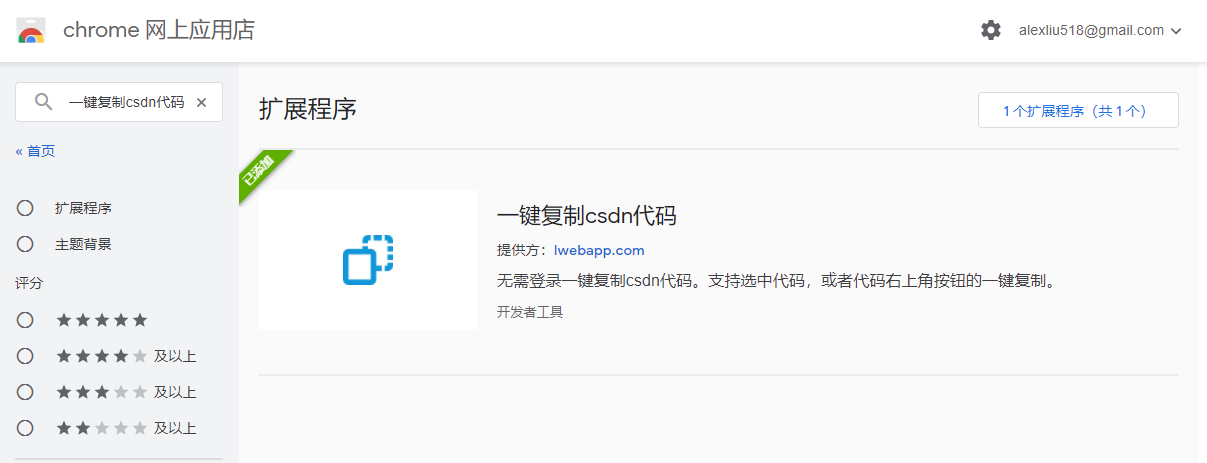 chrome 网上应用店
alexliu518@gmail.com
一键复制csdn代码
« 首页
扩展程序
主题背景
评分
及以上
及以上
及以上
扩展程序
1 个扩展程序（共 1 个）
已添加
一键复制csdn代码
提供方：lwebapp.com
无需登录一键复制csdn代码。支持选中代码，或者代码右上角按钮的一键复制。
开发者工具